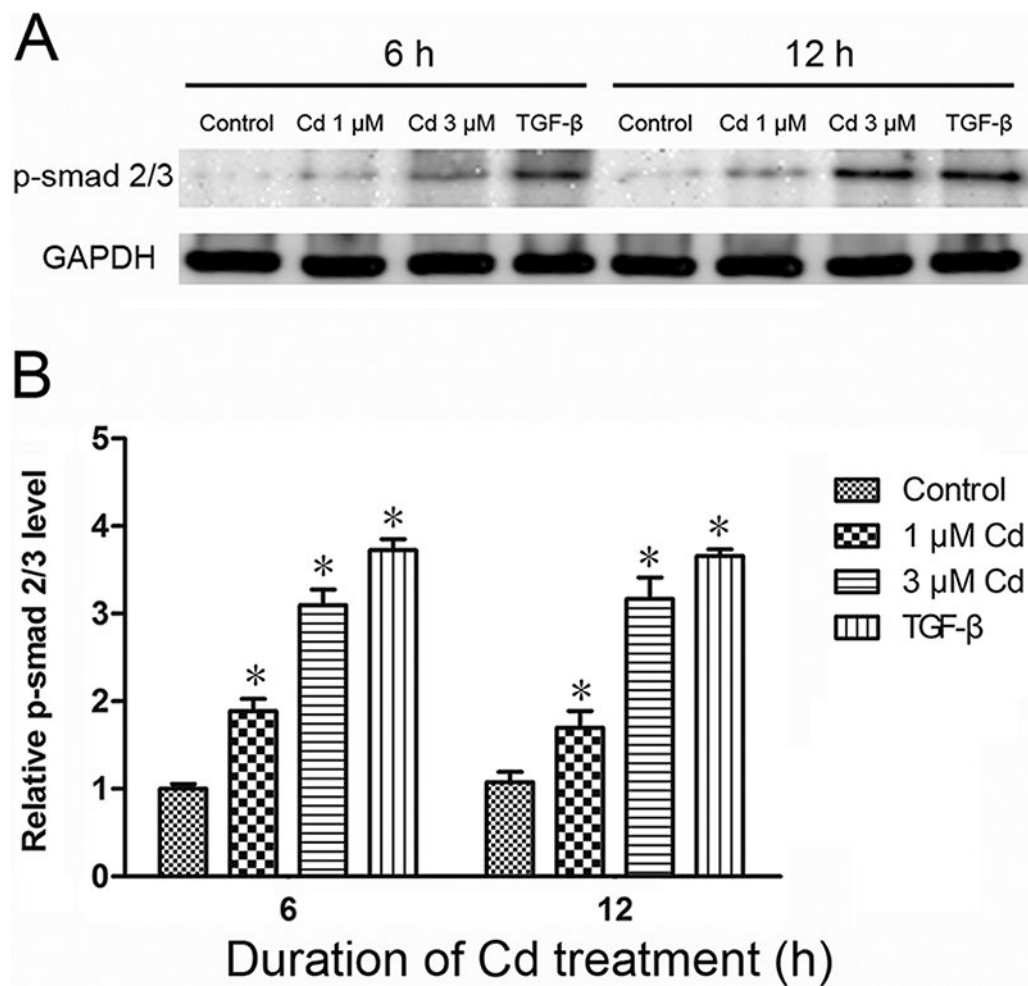 A
6 h 12 h
Control Cd 1 µM Cd 3 µM TGF-β Control Cd 1 µM Cd 3 µM TGF-β
p-smad 2/3
GAPDH
B
Relative p-smad 2/3 level
5
4
3
2
1
0
* * * * * *
6 12
Duration of Cd treatment (h)
Control
1 µM Cd
3 µM Cd
TGF-β